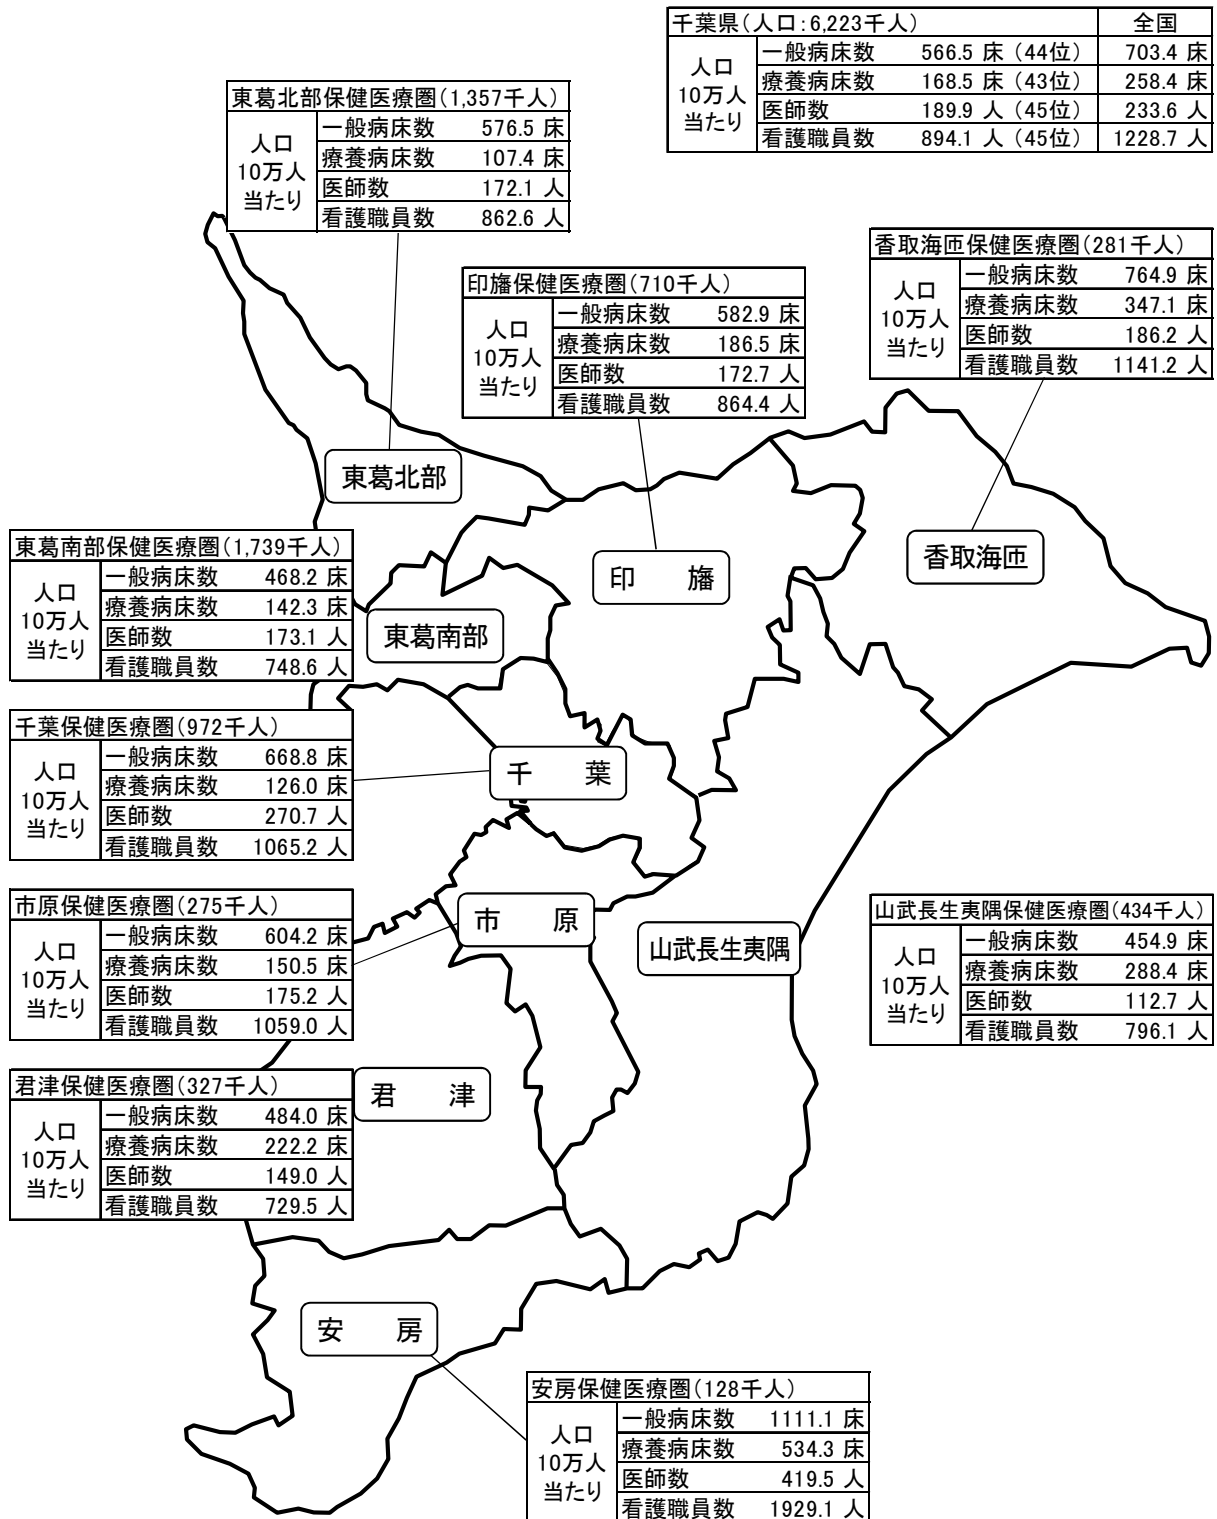 千葉県(人口:6,223千人) 全国
人口10万人当たり
一般病床数 566.5 床 (44位) 703.4 床
療養病床数 168.5 床 (43位) 258.4 床
医師数 189.9 人 (45位) 233.6 人
看護職員数 894.1 人 (45位) 1228.7 人
東葛北部保健医療圏(1,357千人)
人口10万人当たり
一般病床数 576.5 床
療養病床数 107.4 床
医師数 172.1 人
看護職員数 862.6 人
香取海匝保健医療圏(281千人)
人口10万人当たり
一般病床数 764.9 床
療養病床数 347.1 床
医師数 186.2 人
看護職員数 1141.2 人
印旛保健医療圏(710千人)
人口10万人当たり
一般病床数 582.9 床
療養病床数 186.5 床
医師数 172.7 人
看護職員数 864.4 人
東葛北部
香取海匝
印 旛
東葛南部保健医療圏(1,739千人)
人口10万人当たり
一般病床数 468.2 床
療養病床数 142.3 床
医師数 173.1 人
看護職員数 748.6 人
東葛南部
千葉保健医療圏(972千人)
人口10万人当たり
一般病床数 668.8 床
療養病床数 126.0 床
医師数 270.7 人
看護職員数 1065.2 人
千 葉
市原保健医療圏(275千人)
人口10万人当たり
一般病床数 604.2 床
療養病床数 150.5 床
医師数 175.2 人
看護職員数 1059.0 人
市 原
山武長生夷隅
山武長生夷隅保健医療圏(434千人)
人口10万人当たり
一般病床数 454.9 床
療養病床数 288.4 床
医師数 112.7 人
看護職員数 796.1 人
君津保健医療圏(327千人)
人口10万人当たり
一般病床数 484.0 床
療養病床数 222.2 床
医師数 149.0 人
看護職員数 729.5 人
君 津
安 房
安房保健医療圏(128千人)
人口10万人当たり
一般病床数 1111.1 床
療養病床数 534.3 床
医師数 419.5 人
看護職員数 1929.1 人